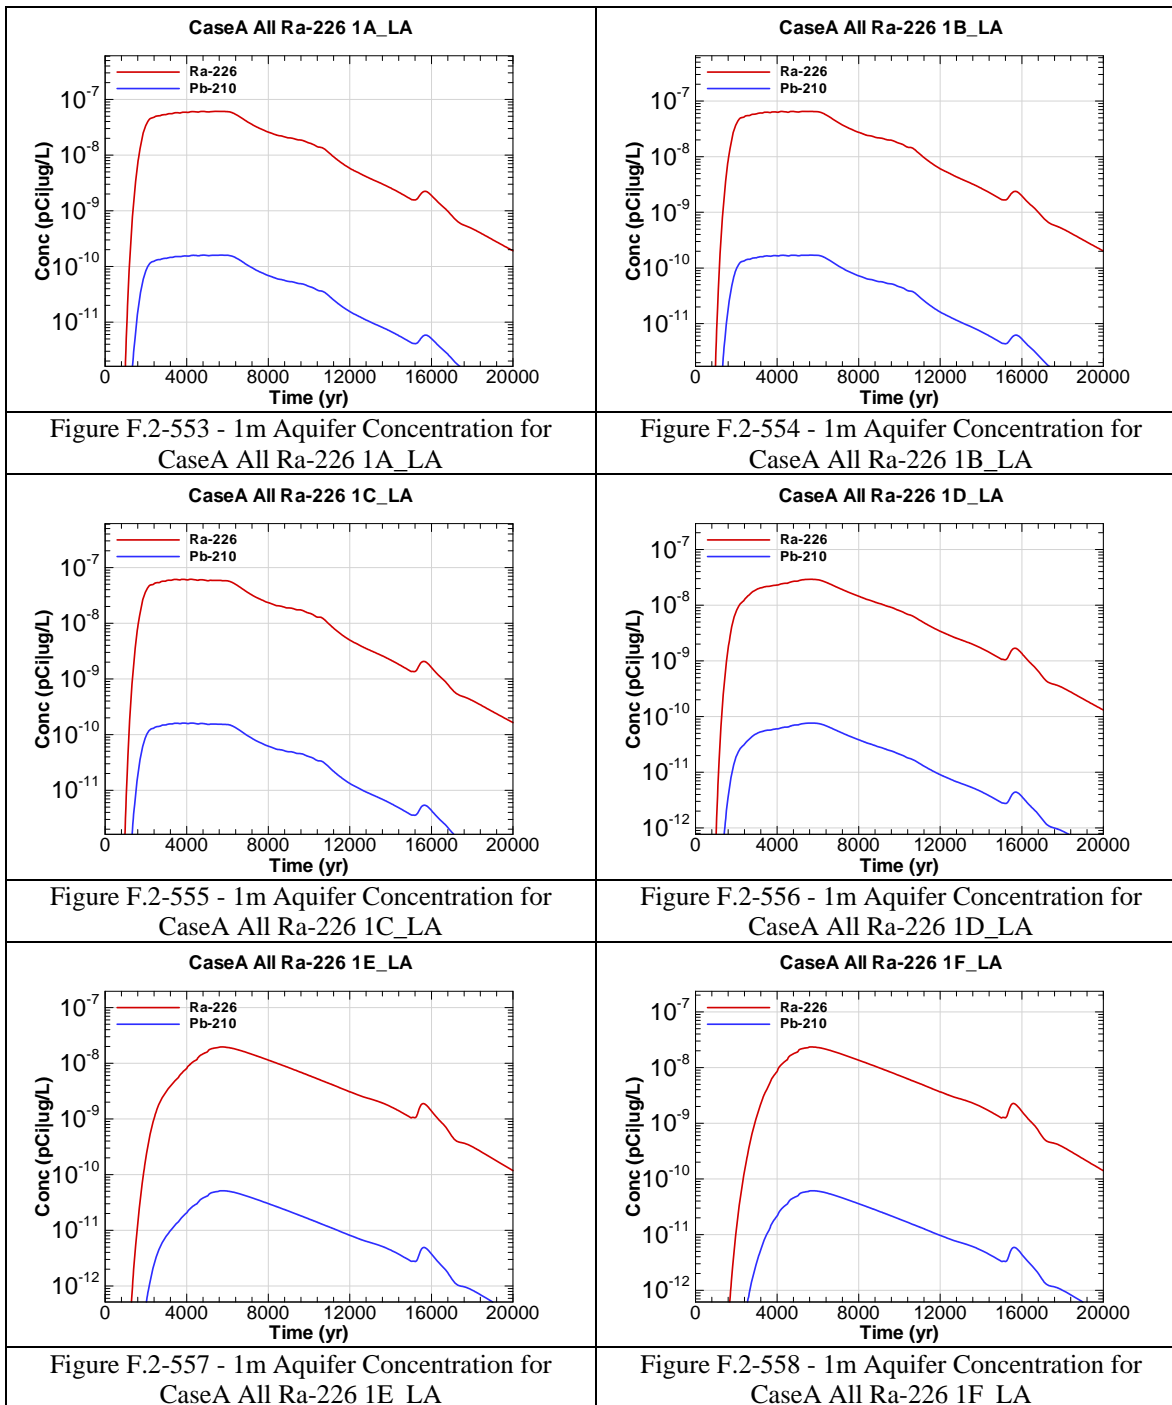 CaseA All Ra-226 1A_LA
Ra-226
Pb-210
Conc (pCi|ug/L)
10-7
10-8
10-9
10-10
10-11
0 4000 8000 12000 16000 20000
Time (yr)
Figure F.2-553 - 1m Aquifer Concentration for
CaseA All Ra-226 1A_LA
CaseA All Ra-226 1B_LA
Ra-226
Pb-210
Conc (pCi|ug/L)
10-7
10-8
10-9
10-10
10-11
0 4000 8000 12000 16000 20000
Time (yr)
Figure F.2-554 - 1m Aquifer Concentration for
CaseA All Ra-226 1B_LA
CaseA All Ra-226 1C_LA
Ra-226
Pb-210
Conc (pCi|ug/L)
10-7
10-8
10-9
10-10
10-11
0 4000 8000 12000 16000 20000
Time (yr)
Figure F.2-555 - 1m Aquifer Concentration for
CaseA All Ra-226 1C_LA
CaseA All Ra-226 1D_LA
Ra-226
Pb-210
Conc (pCi|ug/L)
10-7
10-8
10-9
10-10
10-11
10-12
0 4000 8000 12000 16000 20000
Time (yr)
Figure F.2-556 - 1m Aquifer Concentration for
CaseA All Ra-226 1D_LA
CaseA All Ra-226 1E_LA
Ra-226
Pb-210
Conc (pCi|ug/L)
10-7
10-8
10-9
10-10
10-11
10-12
0 4000 8000 12000 16000 20000
Time (yr)
Figure F.2-557 - 1m Aquifer Concentration for
CaseA All Ra-226 1E_LA
CaseA All Ra-226 1F_LA
Ra-226
Pb-210
Conc (pCi|ug/L)
10-7
10-8
10-9
10-10
10-11
10-12
0 4000 8000 12000 16000 20000
Time (yr)
Figure F.2-558 - 1m Aquifer Concentration for
CaseA All Ra-226 1F_LA